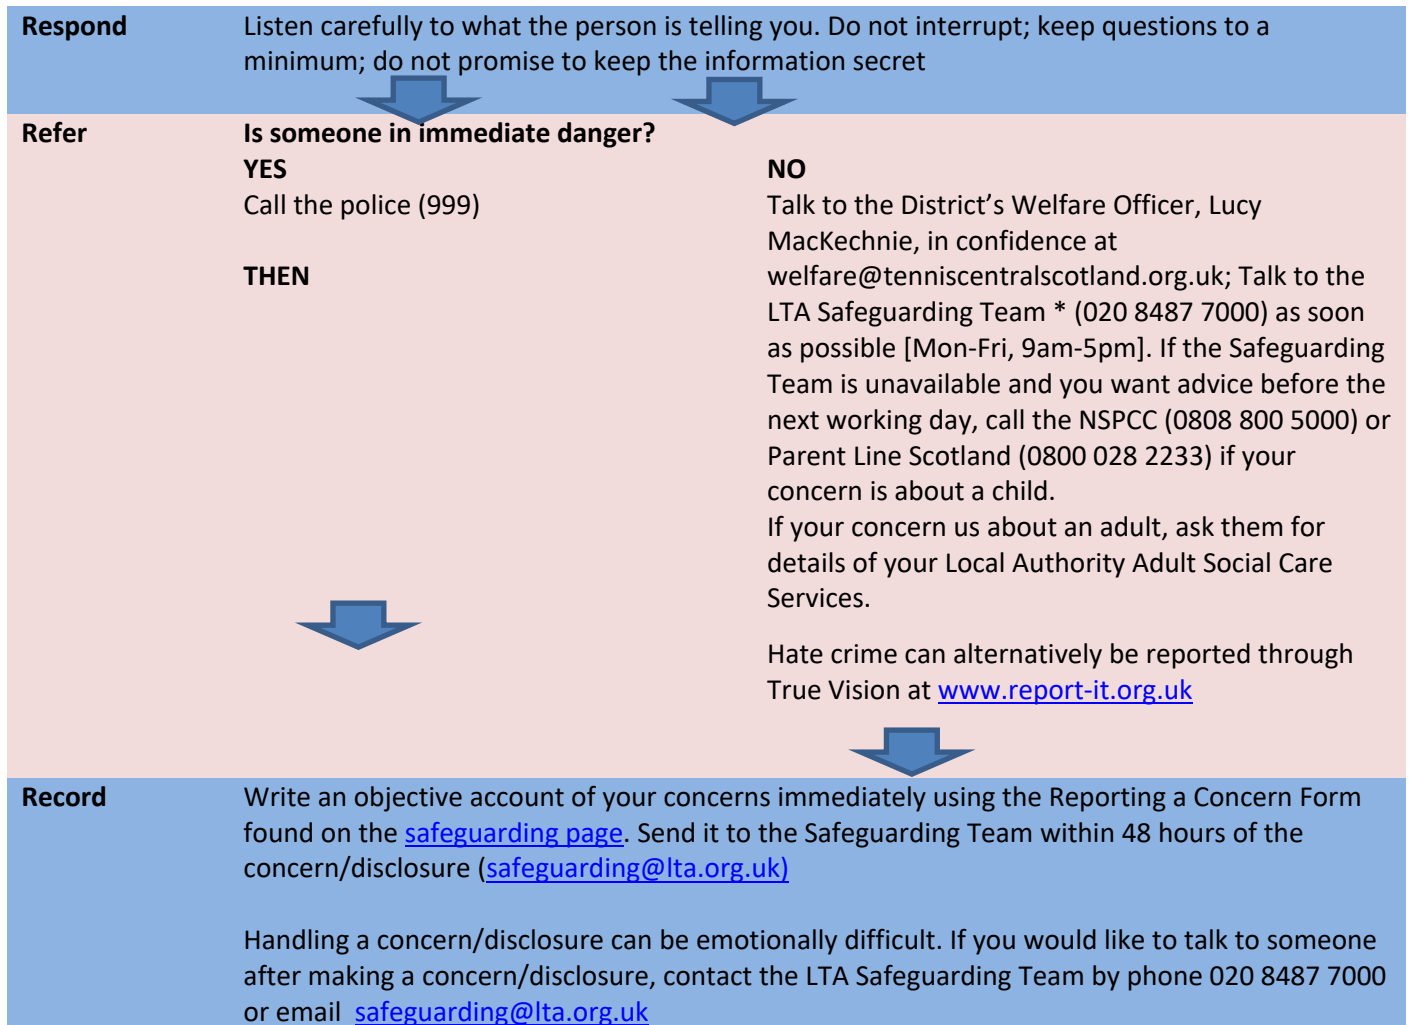 Respond
Listen carefully to what the person is telling you. Do not interrupt; keep questions to a
minimum; do not promise to keep the information secret
Refer
Is someone in immediate danger?
YES
Call the police (999)
THEN
NO
Talk to the District’s Welfare Officer, Lucy
MacKechnie, in confidence at
welfare@tenniscentralscotland.org.uk; Talk to the
LTA Safeguarding Team * (020 8487 7000) as soon
as possible [Mon-Fri, 9am-5pm]. If the Safeguarding
Team is unavailable and you want advice before the
next working day, call the NSPCC (0808 800 5000) or
Parent Line Scotland (0800 028 2233) if your
concern is about a child.
If your concern us about an adult, ask them for
details of your Local Authority Adult Social Care
Services.
Hate crime can alternatively be reported through
True Vision at www.report-it.org.uk
Record
Write an objective account of your concerns immediately using the Reporting a Concern Form
found on the safeguarding page. Send it to the Safeguarding Team within 48 hours of the
concern/disclosure (safeguarding@lta.org.uk)
Handling a concern/disclosure can be emotionally difficult. If you would like to talk to someone
after making a concern/disclosure, contact the LTA Safeguarding Team by phone 020 8487 7000
or email safeguarding@lta.org.uk